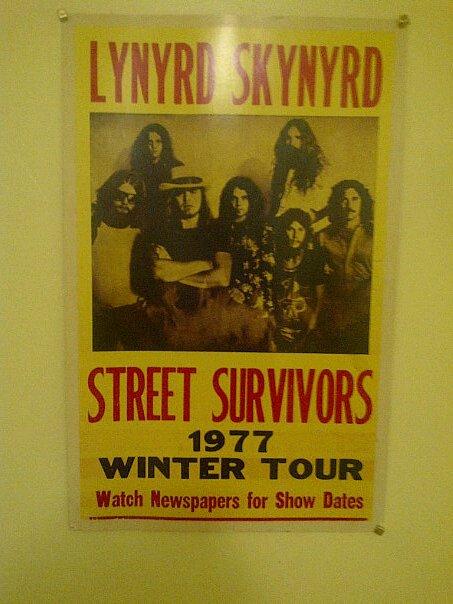 LYNYRD SKYNYRD
STREET SURVIVORS
1977
WINTER TOUR
Watch Newspapers for Show Dates